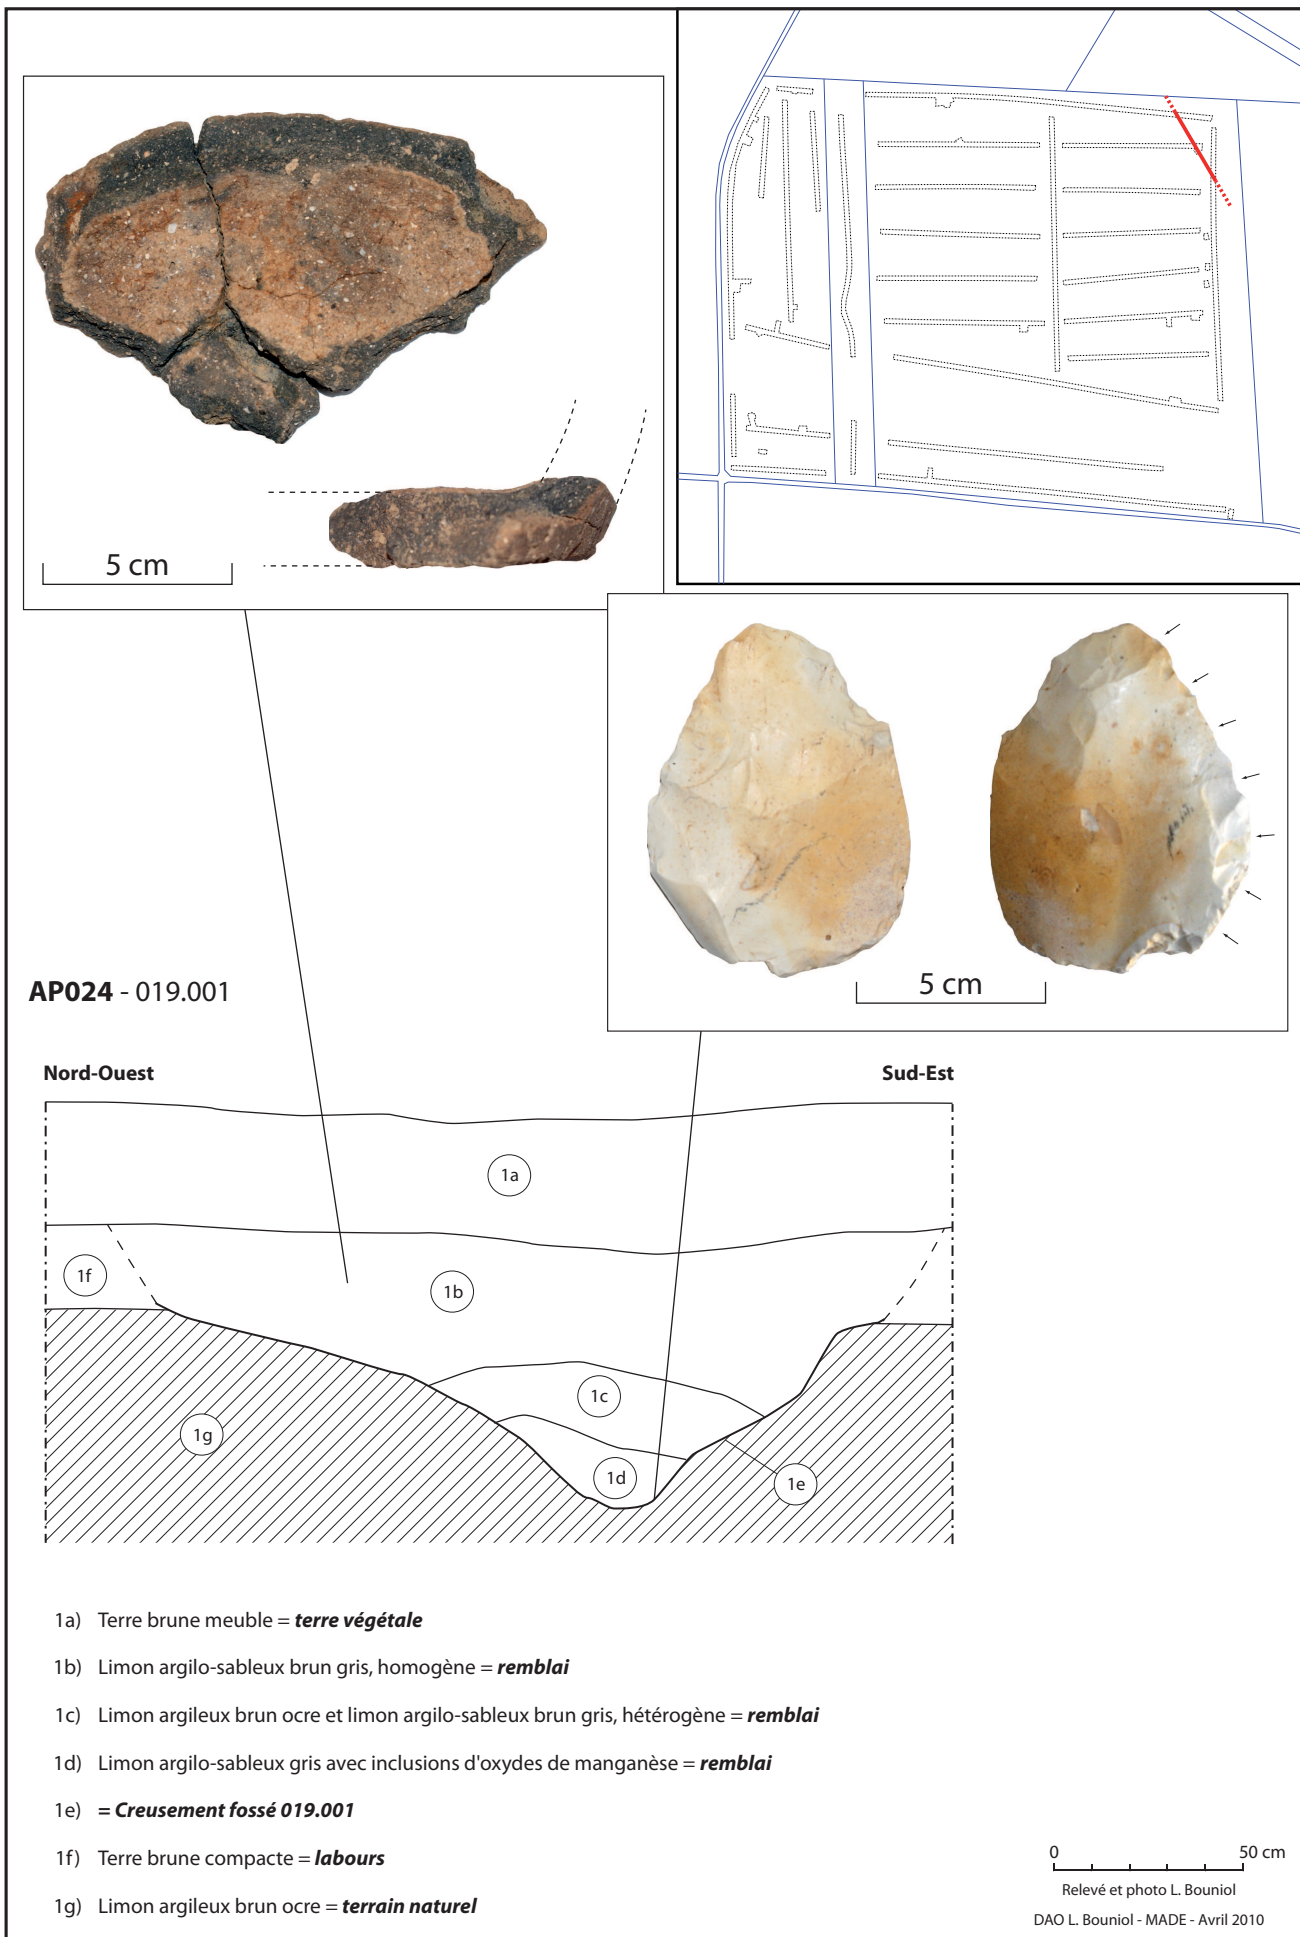 5 cm
5 cm
AP024 - 019.001
Nord-Ouest
Sud-Est
1a
1f
1b
1c
1g
1d
1e
1a) Terre brune meuble = terre végétale
1b) Limon argilo-sableux brun gris, homogène = remblai
1c) Limon argileux brun ocre et limon argilo-sableux brun gris, hétérogène = remblai
1d) Limon argilo-sableux gris avec inclusions d'oxydes de manganèse = remblai
1e) = Creusement fossé 019.001
1f) Terre brune compacte = labours
1g) Limon argileux brun ocre = terrain naturel
0 50 cm
Relevé et photo L. Bouniol
DAO L. Bouniol - MADE - Avril 2010